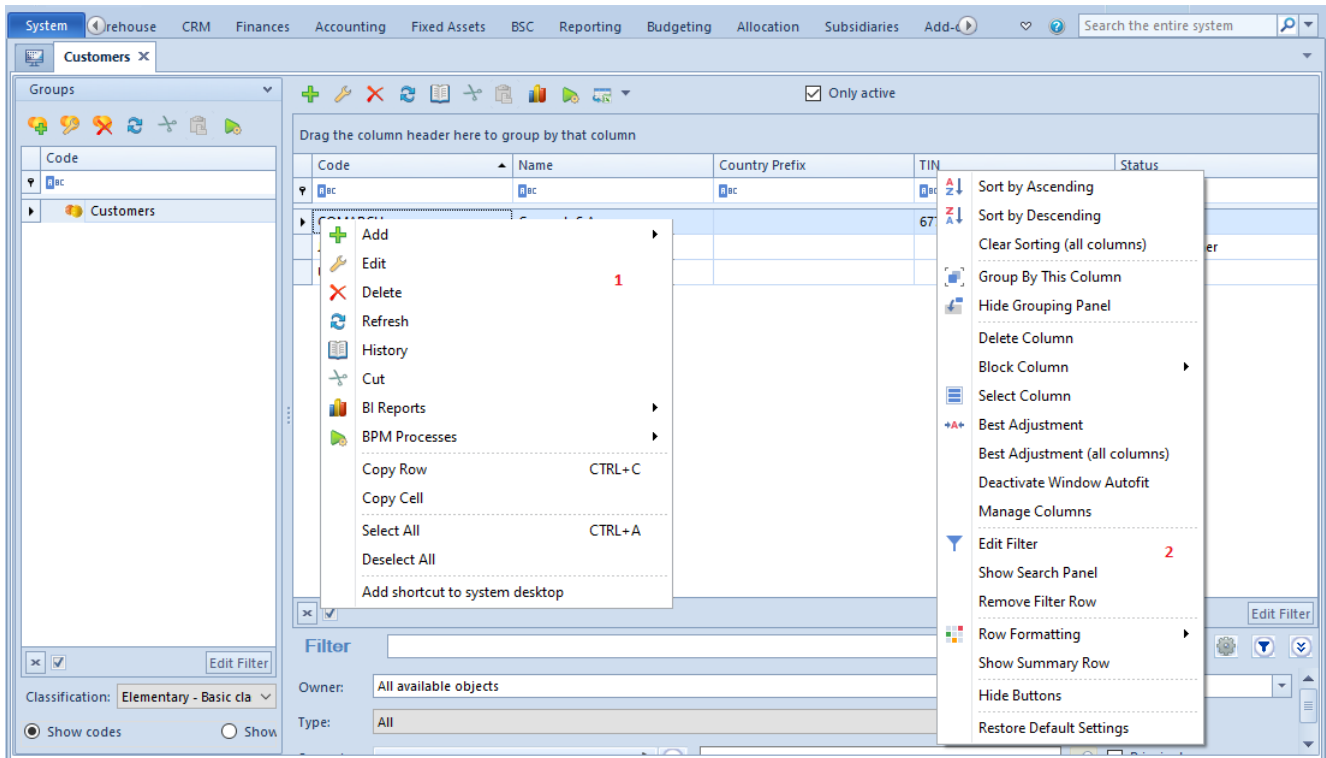 System rehouse CRM Finances Accounting Fixed Assets BSC Reporting Budgeting Allocation Subsidiaries Add- Search the entire system
Customers
Groups
Only active
Drag the column header here to group by that column
Code
Code Name Country Prefix TIN Status
Customers
67
er
Add
Edit
1
Delete
Refresh
History
Cut
BI Reports
BPM Processes
Copy Row CTRL+C
Copy Cell
Select All CTRL+A
Deselect All
Add shortcut to system desktop
Sort by Ascending
Sort by Descending
Clear Sorting (all columns)
Group By This Column
Hide Grouping Panel
Delete Column
Block Column
Select Column
Best Adjustment
Best Adjustment (all columns)
Deactivate Window Autofit
Manage Columns
Edit Filter
2
Show Search Panel
Remove Filter Row
Row Formatting
Show Summary Row
Hide Buttons
Restore Default Settings
Edit Filter
Edit Filter
Classification: Elementary - Basic cla
Show codes Show
Filter
Owner: All available objects
Type: All